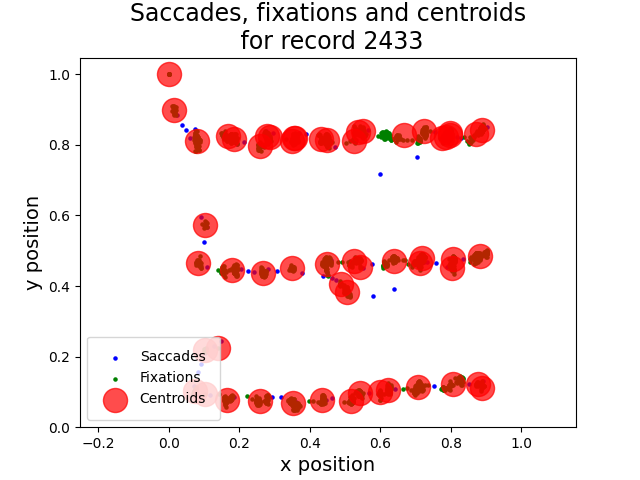 Saccades, fixations and centroids
for record 2433
1.0
0.8
0.6
0.4
0.2
0.0
y position
Saccades
Fixations
Centroids
−0.2
0.0
0.2
0.4
0.6
0.8
1.0
x position